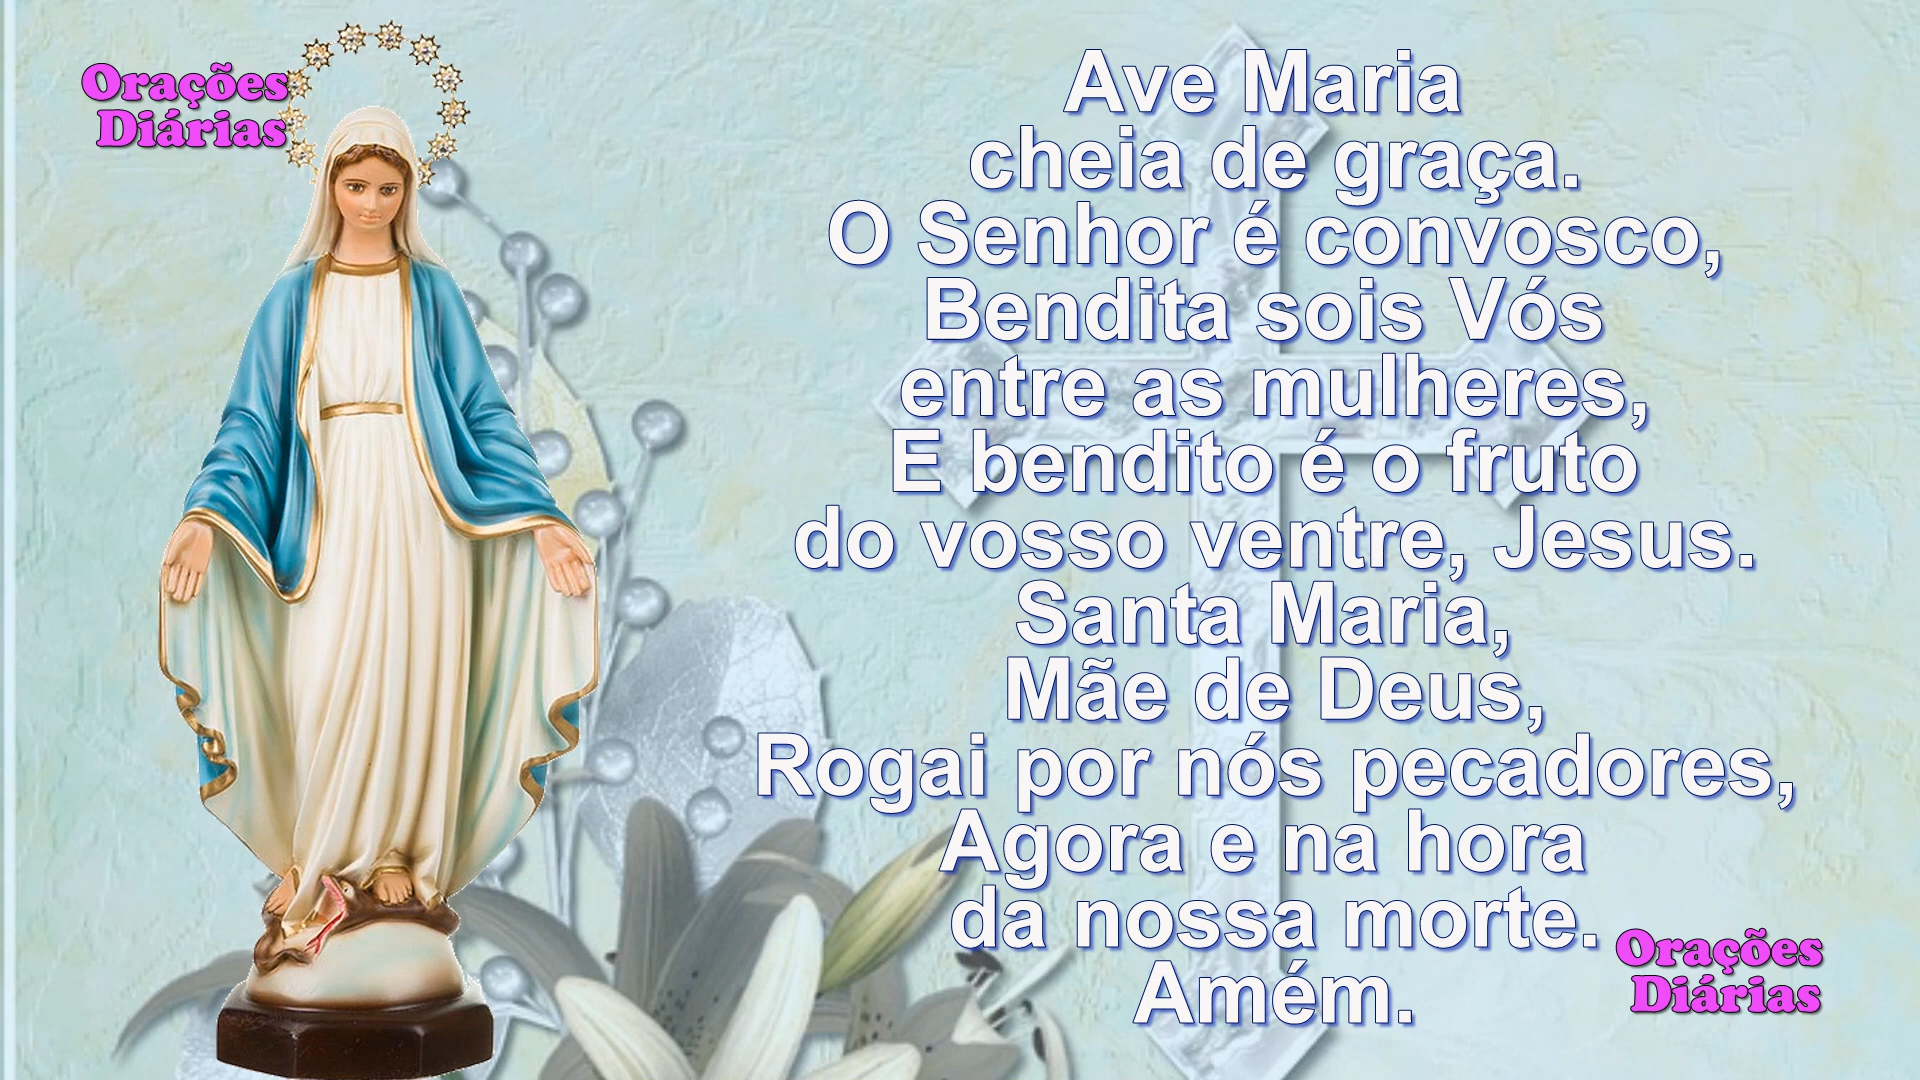 Orações
Diárias
Ave Maria
cheia de graça.
O Senhor é convosco,
Bendita sois Vós
entre as mulheres,
E bendito é o fruto
do vosso ventre, Jesus.
Santa Maria,
Mãe de Deus,
Rogai por nós pecadores,
Agora e na hora
da nossa morte.
Amém.
Orações
Diárias